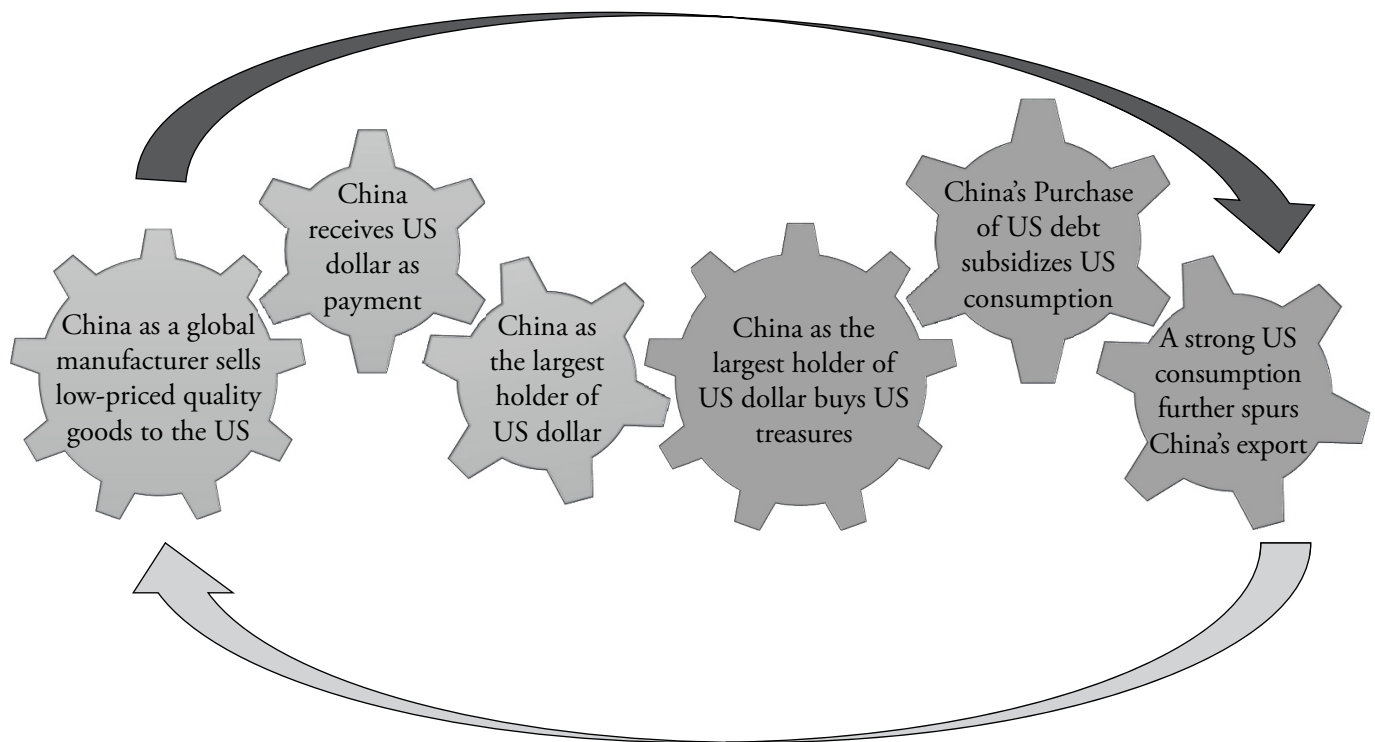 China as a global
manufacturer sells
low-priced quality
goods to the US
China
receives US
dollar as
payment
China as
the largest
holder of
US dollar
China as the
largest holder of
US dollar buys US
treasures
China’s Purchase
of US debt
subsidizes US
consumption
A strong US
consumption
further spurs
China’s export